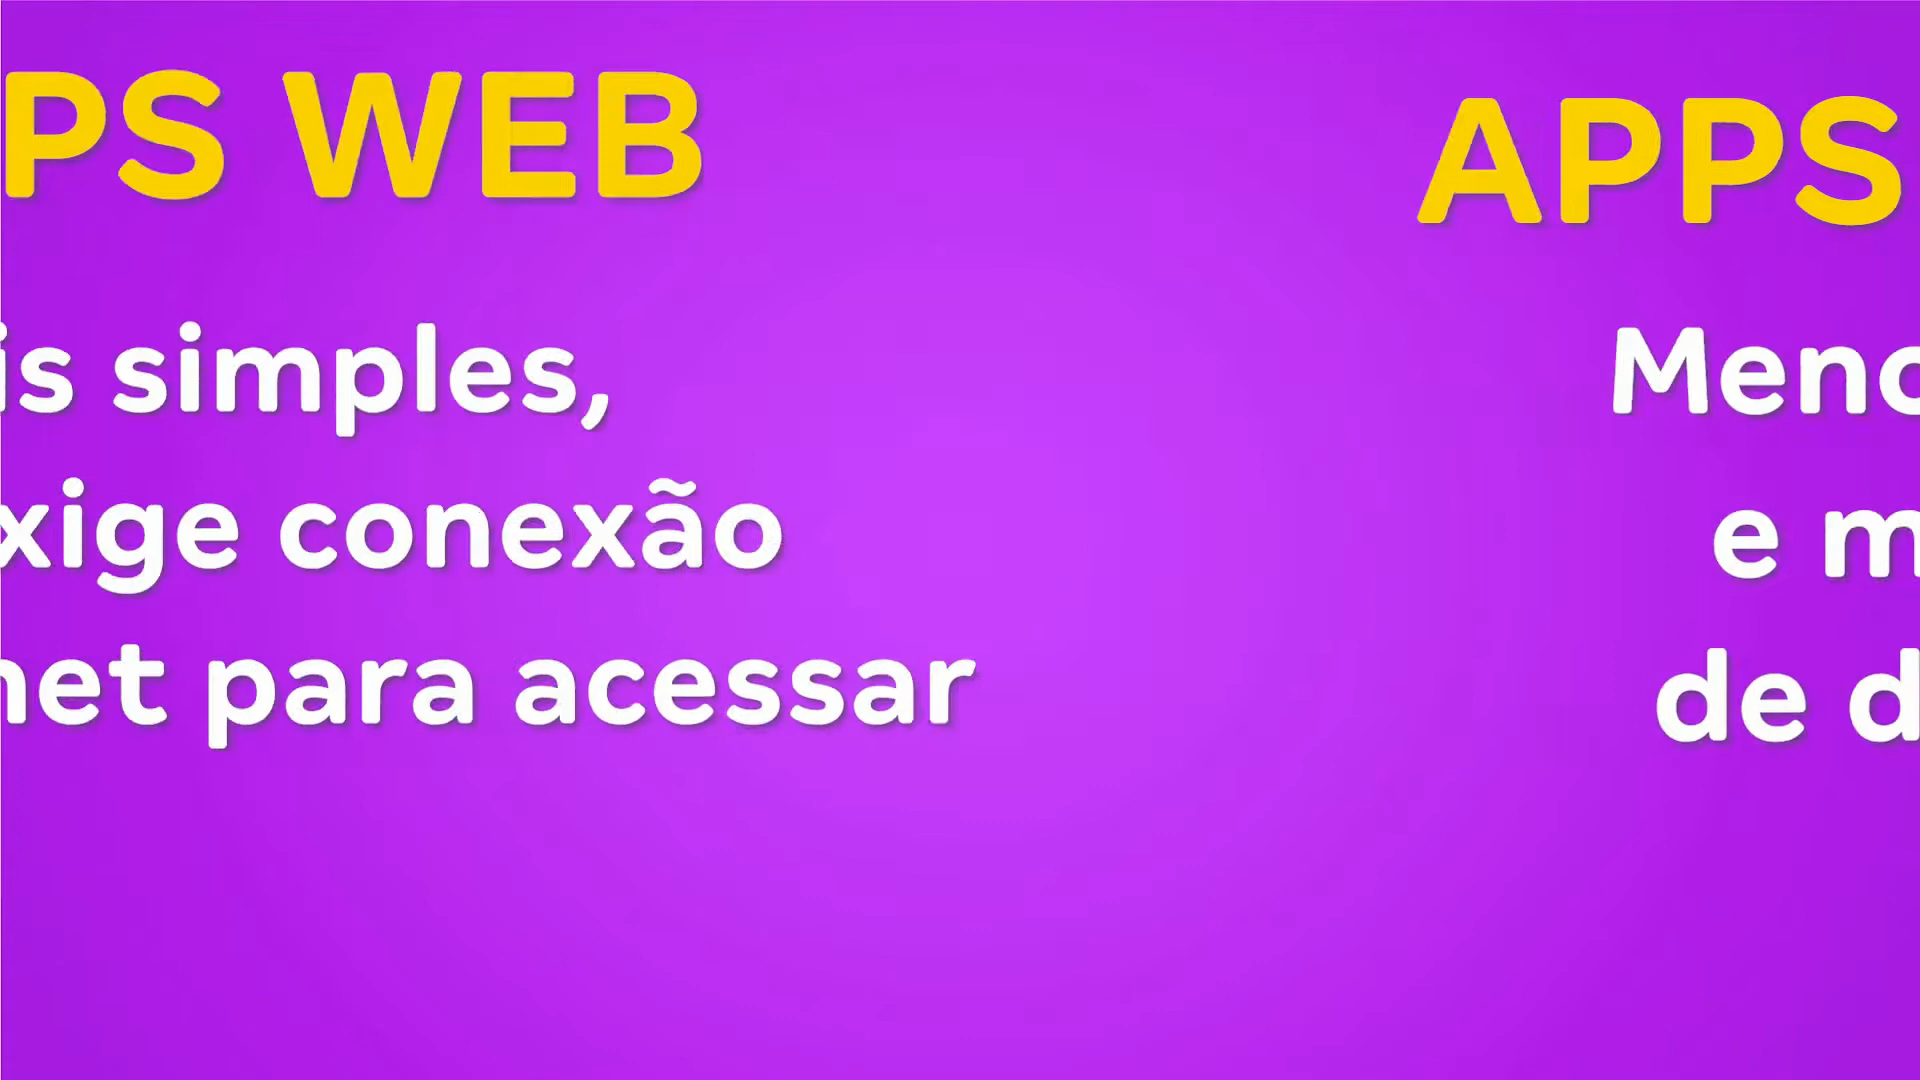 PS WEB
is simples,
xige conexão
net para acessar
APPS
Meno
e m
de d